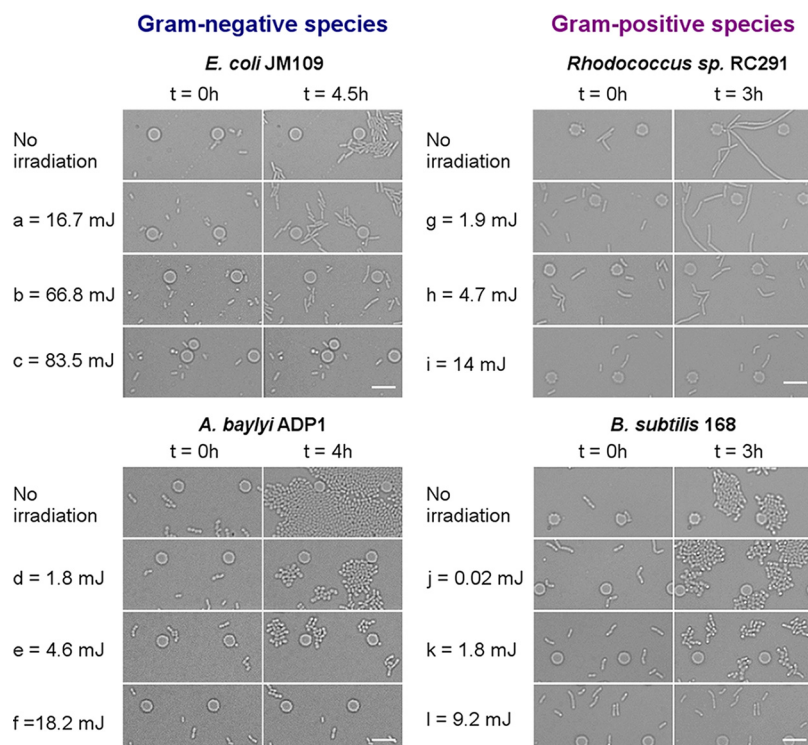 Gram-negative species
E. coli JM109
t = 0h t = 4.5h
No
irradiation
a = 16.7 mJ
b = 66.8 mJ
c = 83.5 mJ
A. baylyi ADP1
t = 0h t = 4h
No
irradiation
d = 1.8 mJ
e = 4.6 mJ
f =18.2 mJ
Gram-positive species
Rhodococcus sp. RC291
t = 0h t = 3h
No
irradiation
g = 1.9 mJ
h = 4.7 mJ
i = 14 mJ
B. subtilis 168
t = 0h t = 3h
No
irradiation
j = 0.02 mJ
k = 1.8 mJ
l = 9.2 mJ